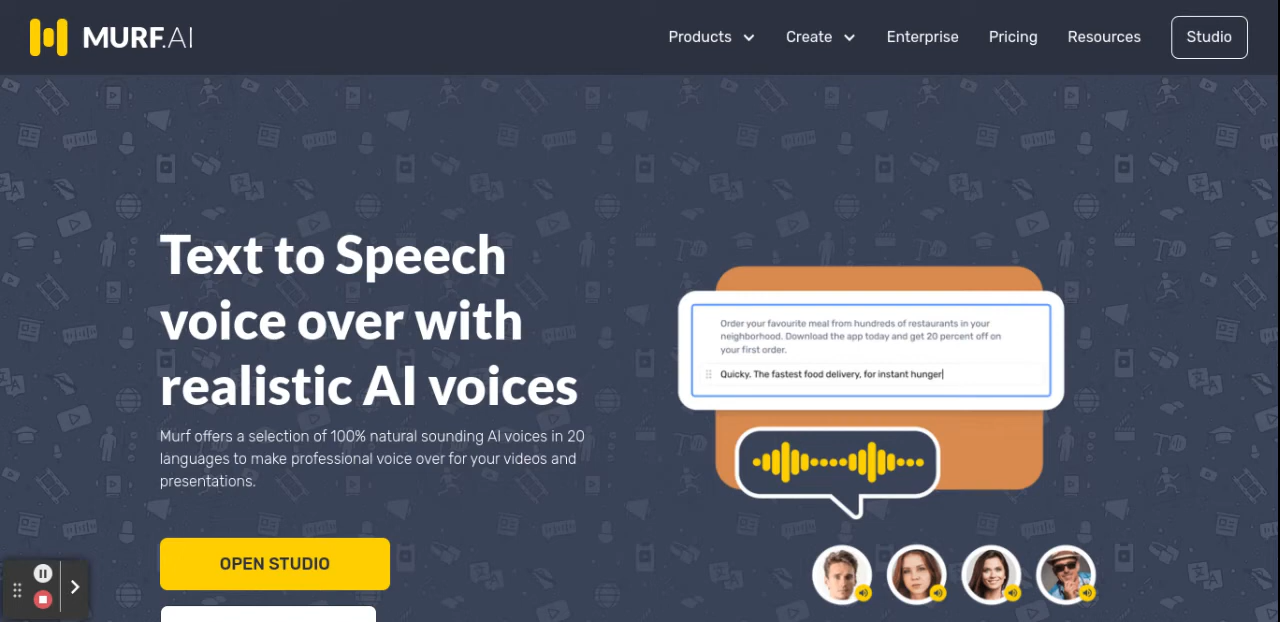 MURF.AI
Products
Create
Enterprise
Pricing
Resources
Studio
Text to Speech
voice over with
realistic AI voices
Murf offers a selection of 100% natural sounding AI voices in 20
languages to make professional voice over for your videos and
presentations.
OPEN STUDIO
Order your favourite meal from hundreds of restaurants in your
neighborhood. Download the app today and get 20 percent off on
your first order.
Quicky. The fastest food delivery, for instant hunger